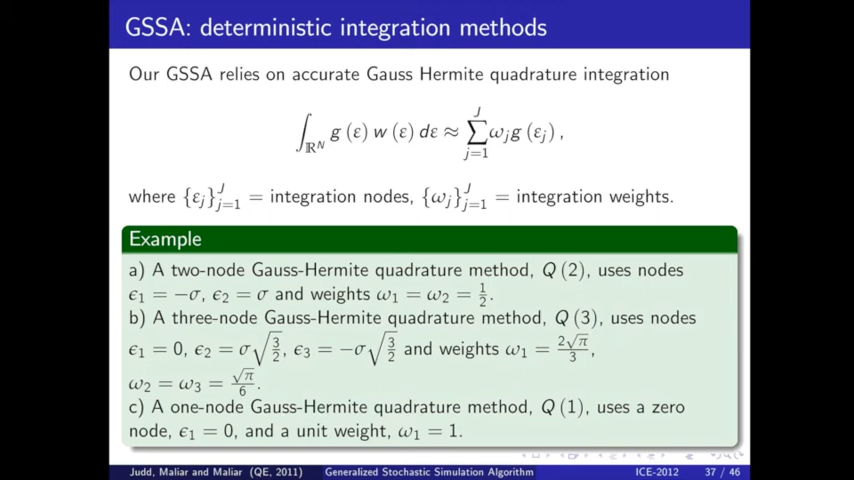 GSSA: deterministic integration methods
Our GSSA relies on accurate Gauss Hermite quadrature integration
∫_{ℝ^N} g (ε) w (ε) dε ≈ ∑_{j=1}^{J} ω_j g (ε_j) ,
where {ε_j}_{j=1}^{J} = integration nodes, {ω_j}_{j=1}^{J} = integration weights.
Example
a) A two-node Gauss-Hermite quadrature method, Q (2), uses nodes
ϵ_1 = −σ, ϵ_2 = σ and weights ω_1 = ω_2 = 1/2.
b) A three-node Gauss-Hermite quadrature method, Q (3), uses nodes
ϵ_1 = 0, ϵ_2 = σ√(3/2), ϵ_3 = −σ√(3/2) and weights ω_1 = 2√π/3,
ω_2 = ω_3 = √π/6.
c) A one-node Gauss-Hermite quadrature method, Q (1), uses a zero
node, ϵ_1 = 0, and a unit weight, ω_1 = 1.
Judd, Maliar and Maliar (QE, 2011) Generalized Stochastic Simulation Algorithm ICE-2012 37 / 46